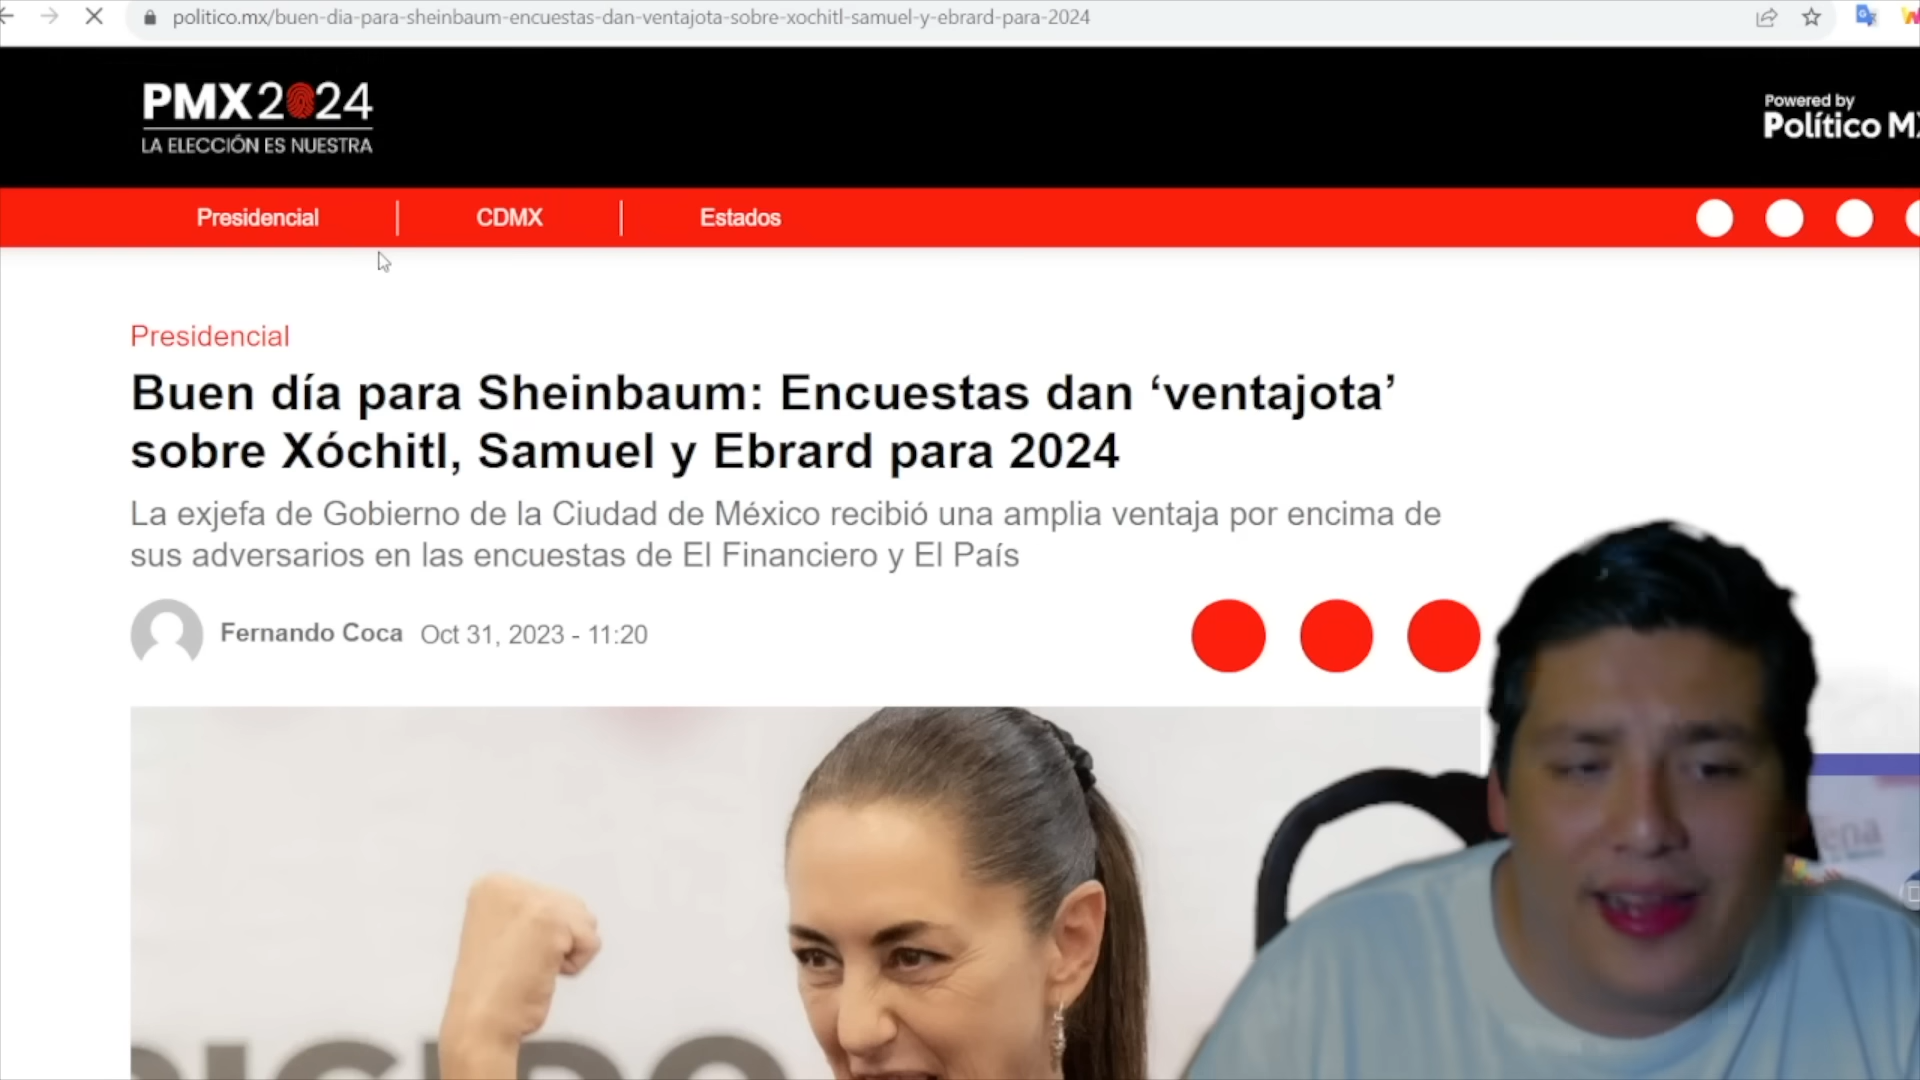 politico.mx/buen-dia-para-sheinbaum-encuestas-dan-ventajota-sobre-xochitl-samuel-y-ebrard-para-2024
PMX2024
LA ELECCIÓN ES NUESTRA
Powered by
Político MX
Presidencial
CDMX
Estados
Presidencial
Buen día para Sheinbaum: Encuestas dan ‘ventajota’
sobre Xóchitl, Samuel y Ebrard para 2024
La exjefa de Gobierno de la Ciudad de México recibió una amplia ventaja por encima de
sus adversarios en las encuestas de El Financiero y El País
Fernando Coca Oct 31, 2023 - 11:20